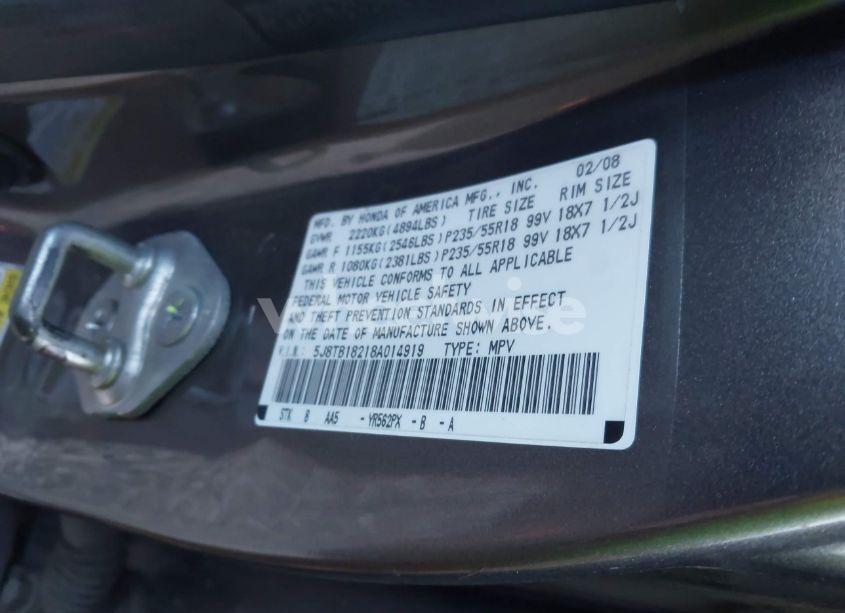 MFD. BY HONDA OF AMERICA MFG., INC. 02/08
GVWR 2220KG(4894LBS) TIRE SIZE RIM SIZE
GAWR F 1155KG(2546LBS)P235/55R18 99V 18X7 1/2J
GAWR R 1080KG(2381LBS)P235/55R18 99V 18X7 1/2J
THIS VEHICLE CONFORMS TO ALL APPLICABLE
FEDERAL MOTOR VEHICLE SAFETY
AND THEFT PREVENTION STANDARDS IN EFFECT
ON THE DATE OF MANUFACTURE SHOWN ABOVE.
V.I.N.: 5J8TB18218A014919 TYPE: MPV
STK B AA5 -YR562PX -B -A